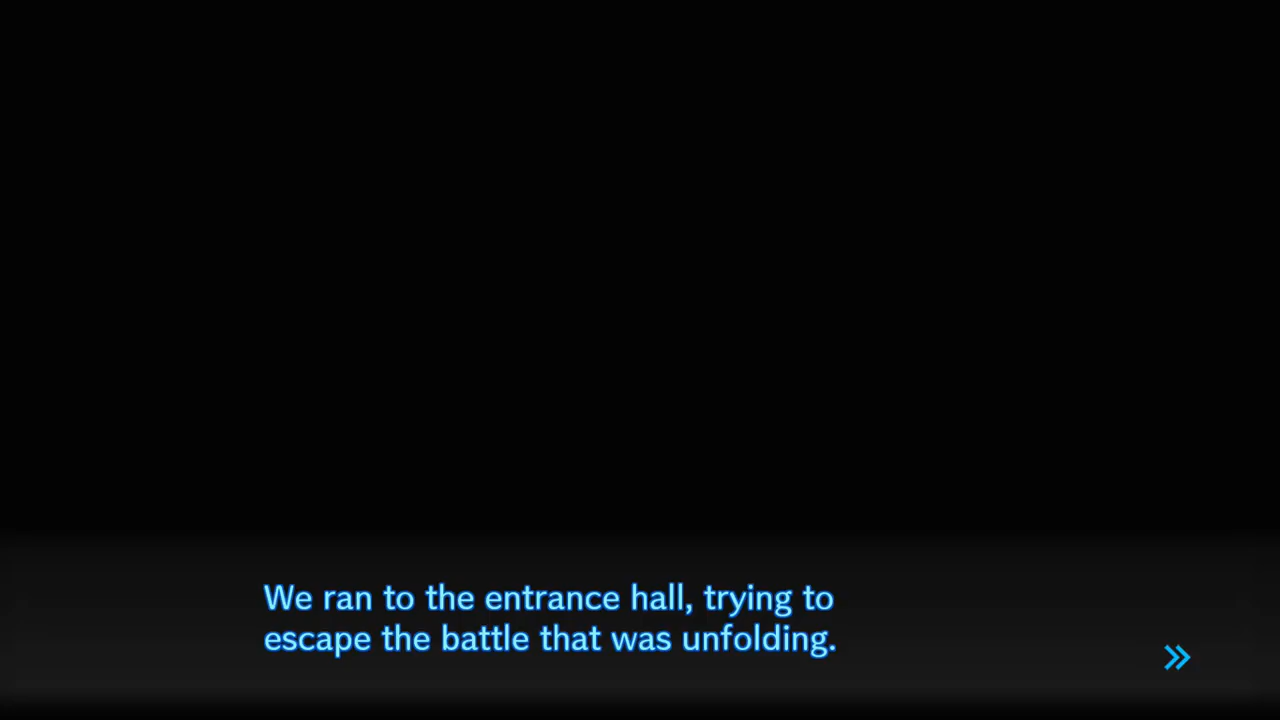 We ran to the entrance hall, trying to
escape the battle that was unfolding.